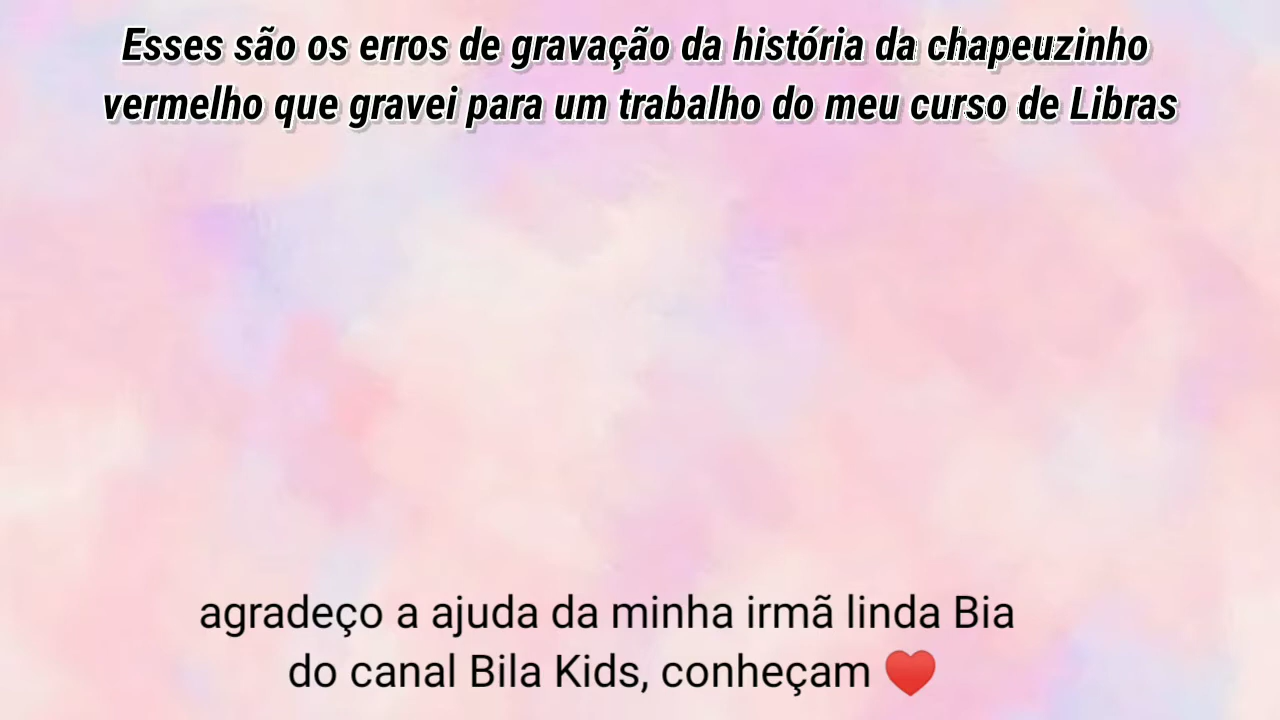 Esses são os erros de gravação da história da chapeuzinho
vermelho que gravei para um trabalho do meu curso de Libras
agradeço a ajuda da minha irmã linda Bia
do canal Bila Kids, conheçam ♥️